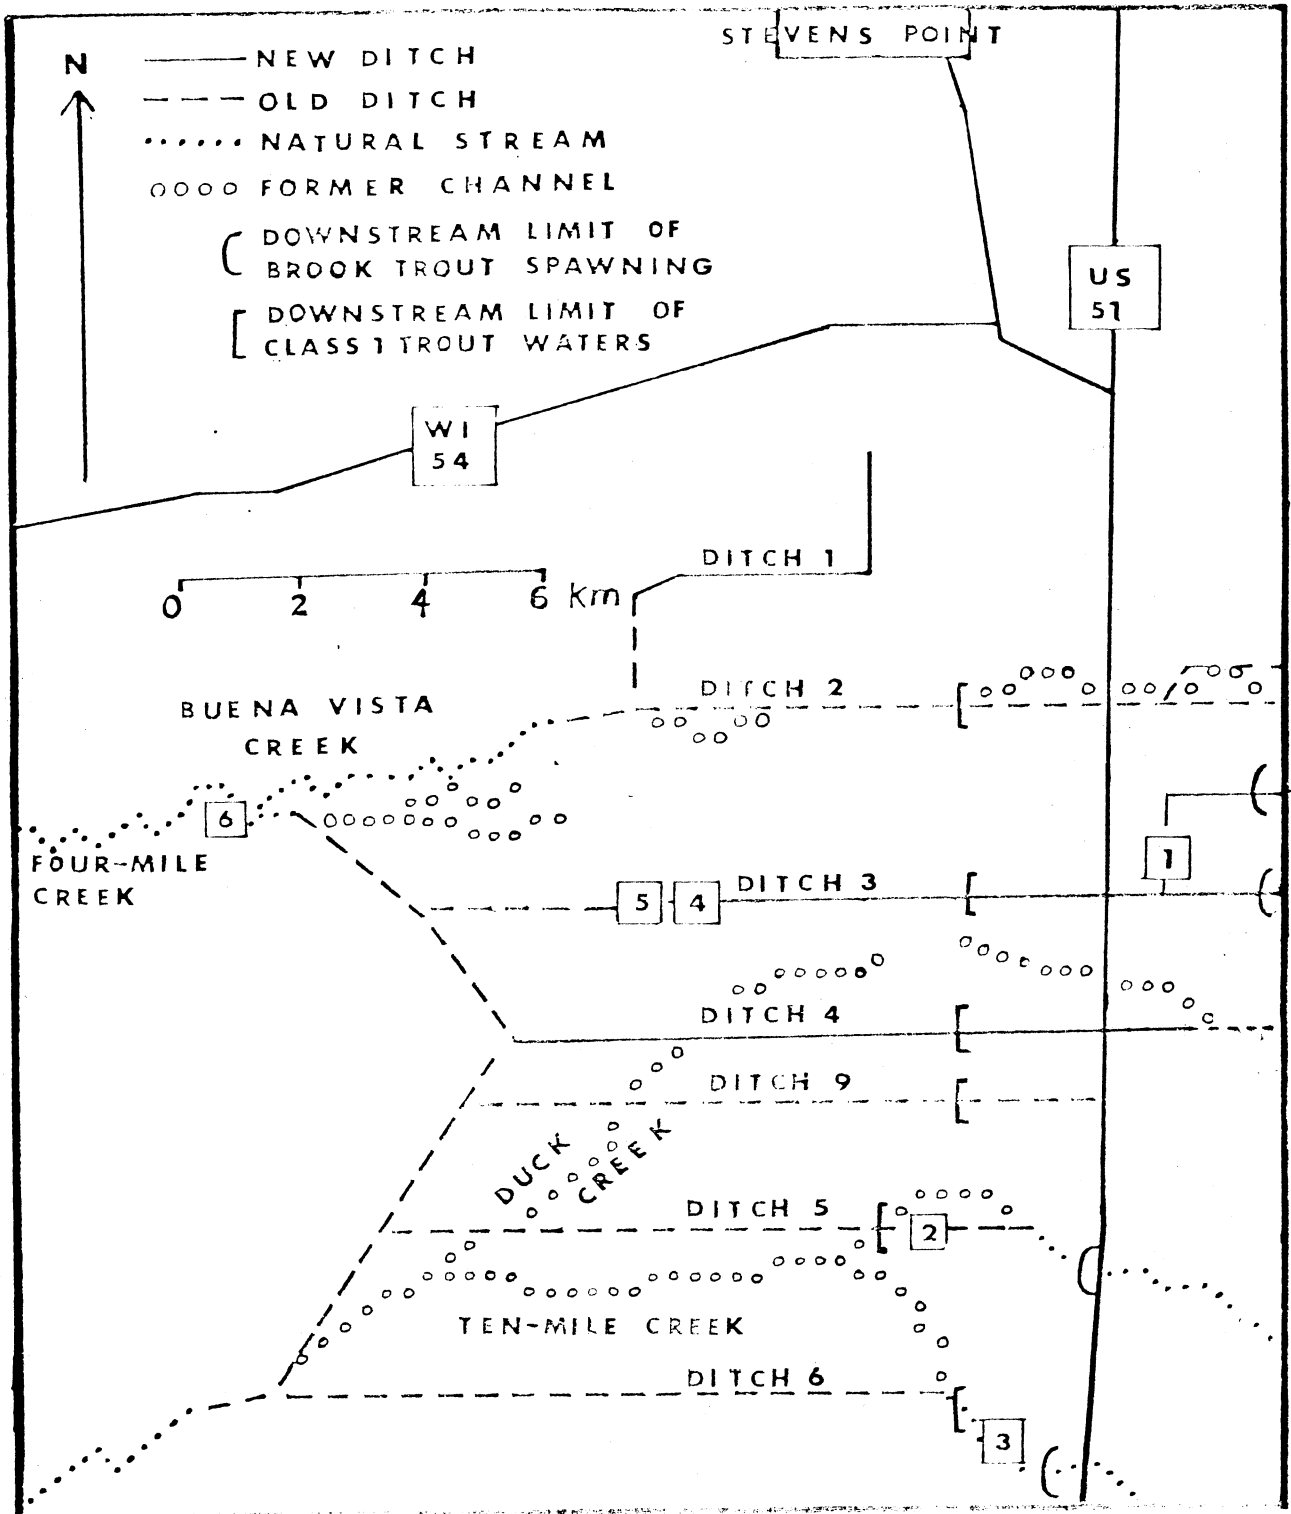 STEVENS POINT
N
NEW DITCH
OLD DITCH
NATURAL STREAM
FORMER CHANNEL
DOWNSTREAM LIMIT OF
BROOK TROUT SPAWNING
DOWNSTREAM LIMIT OF
CLASS 1 TROUT WATERS
US
51
WI
54
DITCH 1
0 2 4 6 km
DITCH 2
BUENA VISTA
CREEK
6
FOUR-MILE
CREEK
1
DITCH 3
5 4
DITCH 4
DITCH 9
DUCK
CREEK
DITCH 5
2
TEN-MILE CREEK
DITCH 6
3